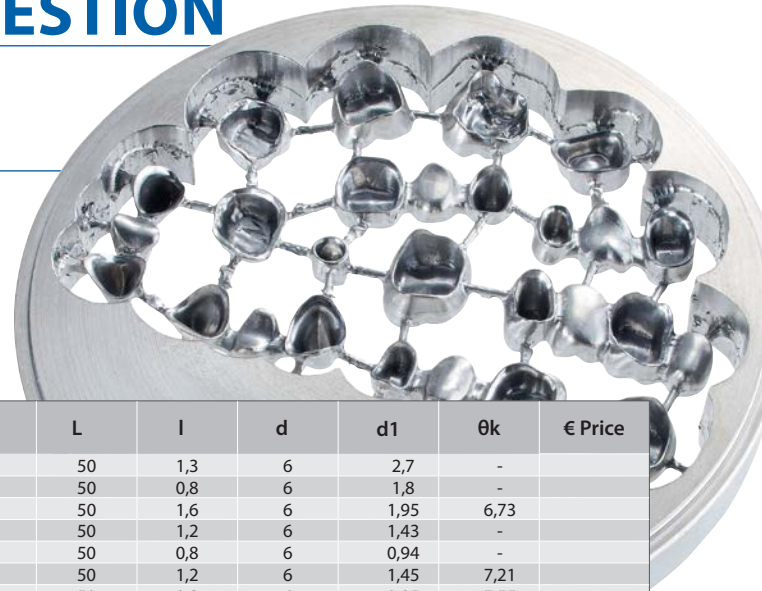 ESTION
L l d d1 θk € Price
50 1,3 6 2,7 -
50 0,8 6 1,8 -
50 1,6 6 1,95 6,73
50 1,2 6 1,43 -
50 0,8 6 0,94 -
50 1,2 6 1,45 7,21